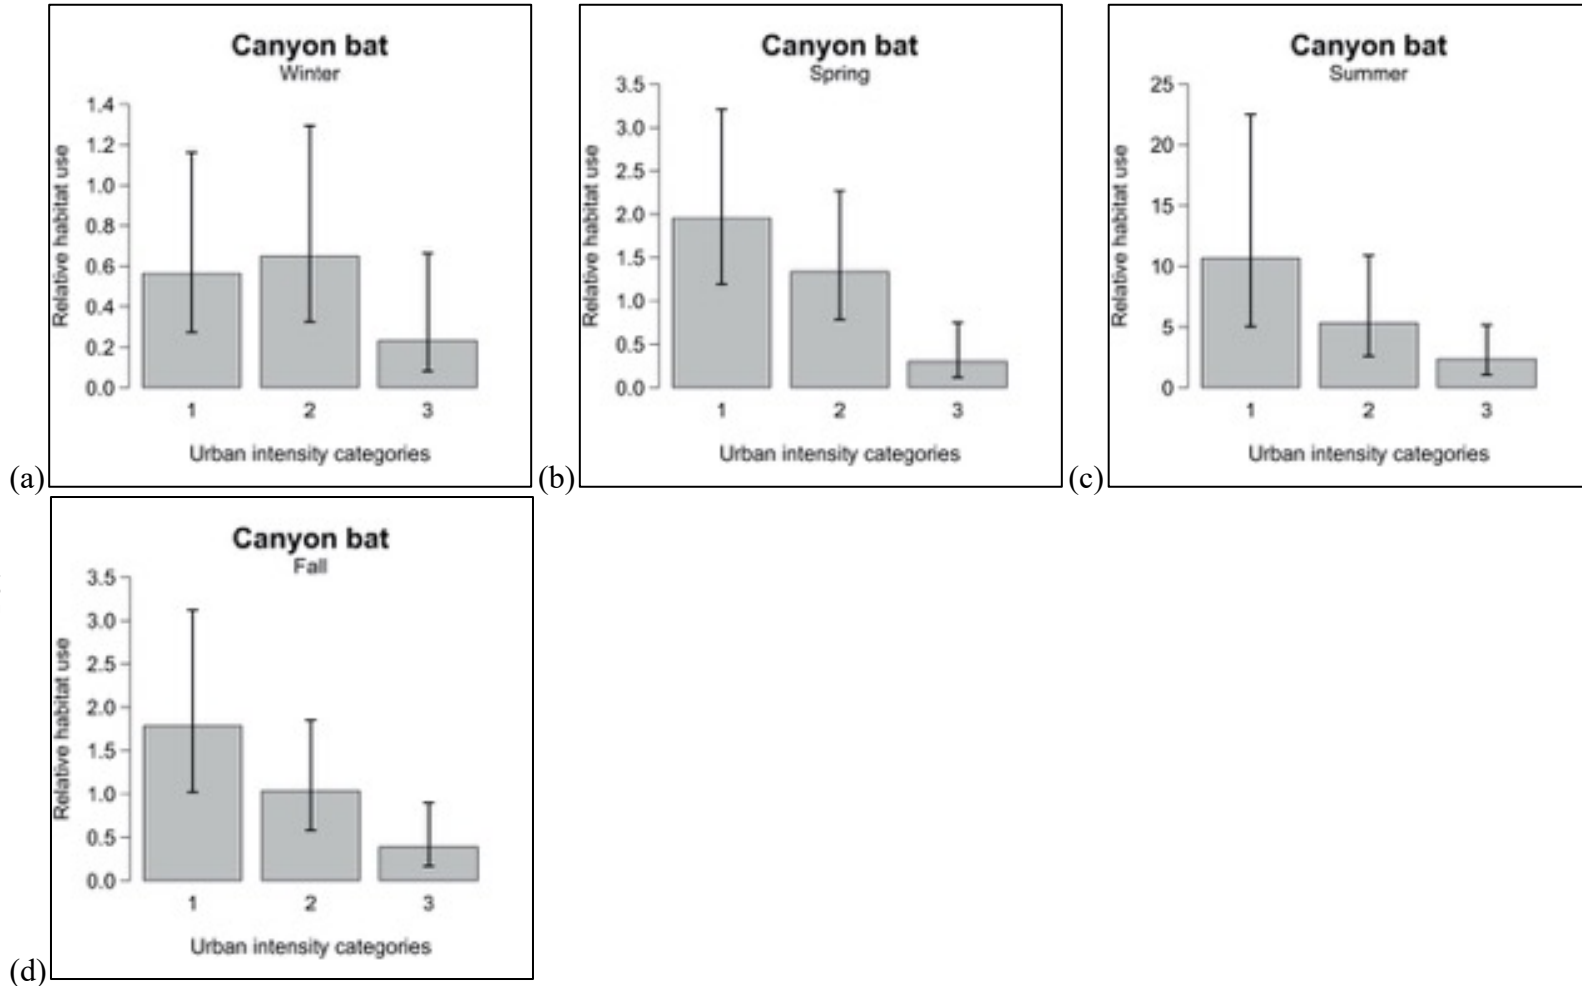 Canyon bat
Winter
Relative habitat use
1.4
1.2
1.0
0.8
0.6
0.4
0.2
0.0
1 2 3
Urban intensity categories
(a)
Canyon bat
Spring
Relative habitat use
3.5
3.0
2.5
2.0
1.5
1.0
0.5
0.0
1 2 3
Urban intensity categories
(b)
Canyon bat
Summer
Relative habitat use
25
20
15
10
5
0
1 2 3
Urban intensity categories
(c)
Canyon bat
Fall
Relative habitat use
3.5
3.0
2.5
2.0
1.5
1.0
0.5
0.0
1 2 3
Urban intensity categories
(d)